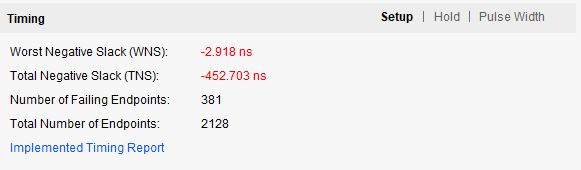 Timing
Setup | Hold | Pulse Width
Worst Negative Slack (WNS): -2.918 ns
Total Negative Slack (TNS): -452.703 ns
Number of Failing Endpoints: 381
Total Number of Endpoints: 2128
Implemented Timing Report